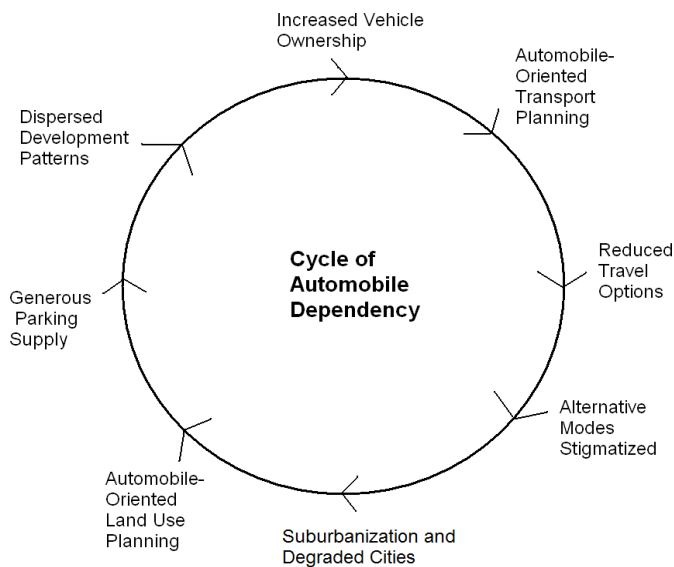 Increased Vehicle
Ownership
Automobile-
Oriented
Transport
Planning
Reduced
Travel
Options
Alternative
Modes
Stigmatized
Suburbanization and
Degraded Cities
Automobile-
Oriented
Land Use
Planning
Generous
Parking
Supply
Dispersed
Development
Patterns
Cycle of
Automobile
Dependency